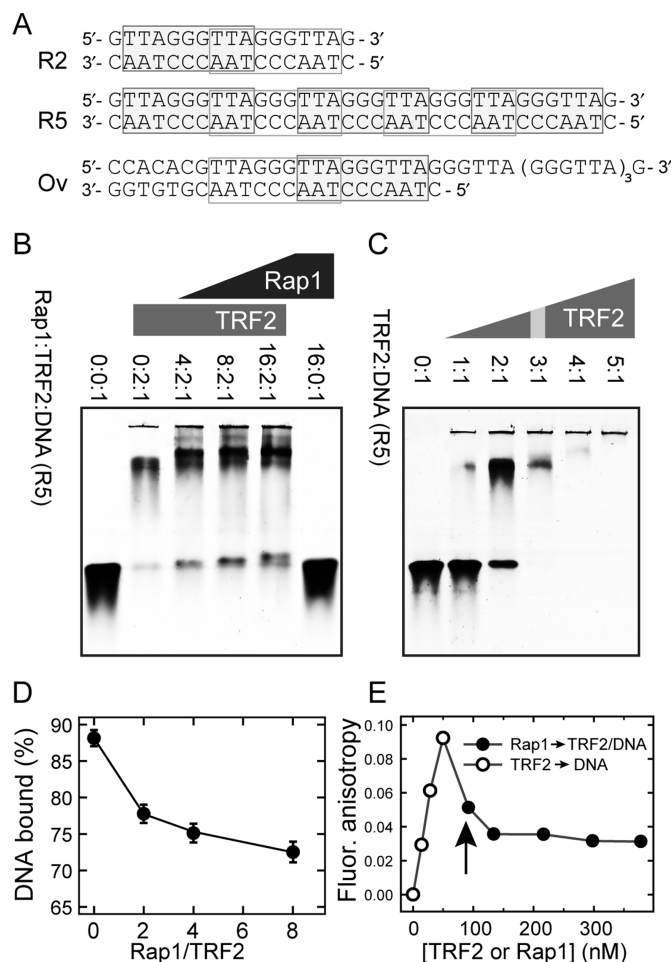 A
5′- GTTAGGGTTAGGGTTAG - 3′
R2
3′- CAATCCCAATCCCAATC - 5′
5′- GTTAGGGTTAGGGTTAGGGTTAGGGTTAGGGTTAG - 3′
R5
3′- CAATCCCAATCCCAATCCCAATCCCAATCCCAATC - 5′
5′- CCACACGTTAGGGTTAGGGTTAGGGTTA (GGGTTA)3G- 3′
Ov
3′- GGTGTGCAATCCCAATCCCAATC - 5′
B
Rap1
TRF2
Rap1:TRF2:DNA (R5)
0:0:1
0:2:1
4:2:1
8:2:1
16:2:1
16:0:1
C
TRF2
TRF2:DNA (R5)
0:1
1:1
2:1
3:1
4:1
5:1
D
DNA bound (%)
90
85
80
75
70
65
0 2 4 6 8
Rap1/TRF2
E
Fluor. anisotropy
0.10
0.08
0.06
0.04
0.02
0.00
Rap1→TRF2/DNA
TRF2→DNA
0 100 200 300
[TRF2 or Rap1] (nM)